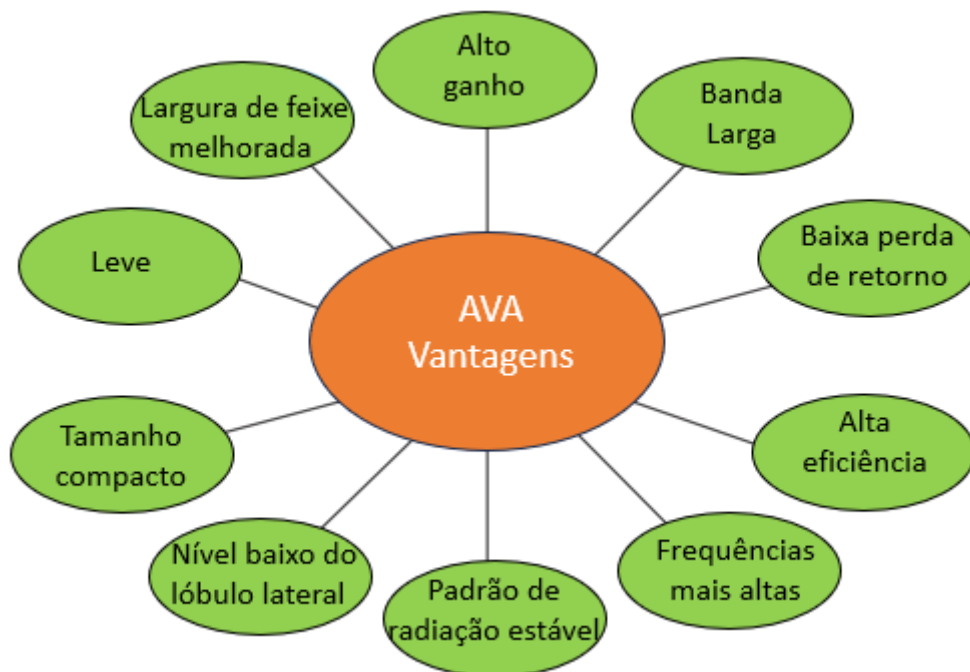 Alto
ganho
Largura de feixe
melhorada
Banda
Larga
Leve
Baixa perda
de retorno
AVA
Vantagens
Tamanho
compacto
Alta
eficiência
Nível baixo do
lóbulo lateral
Padrão de
radiação estável
Frequências
mais altas